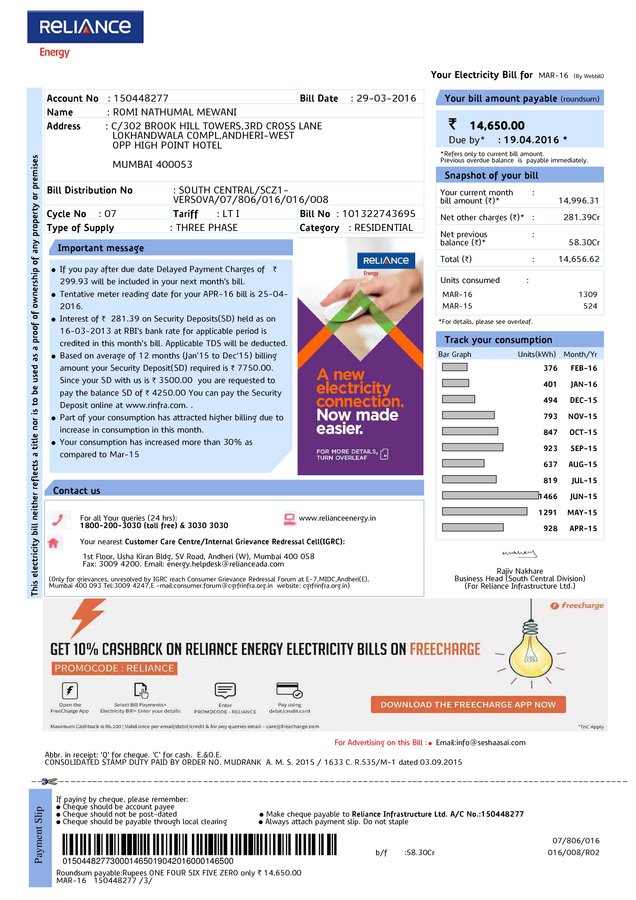 RELIANCE
Energy
Your Electricity Bill for MAR-16 (By Webbill)
This electricity bill neither reflects a title nor is to be used as a proof of ownership of any property or premises
Account No : 150448277
Bill Date : 29-03-2016
Name : ROMI NATHUMAL MEWANI
Address : C/302 BROOK HILL TOWERS,3RD CROSS LANE
LOKHANDWALA COMPL,ANDHERI-WEST
OPP HIGH POINT HOTEL
MUMBAI 400053
Bill Distribution No : SOUTH CENTRAL/SCZ1-
VERSOVA/07/806/016/016/008
Cycle No : 07 Tariff : LT I Bill No : 101322743695
Type of Supply : THREE PHASE Category : RESIDENTIAL
Your bill amount payable (roundsum)
₹ 14,650.00
Due by* : 19.04.2016 *
*Refers only to current bill amount.
Previous overdue balance is payable immediately.
Snapshot of your bill
Your current month
bill amount (₹)* : 14,996.31
Net other charges (₹)* : 281.39Cr
Net previous
balance (₹)* : 58.30Cr
Total (₹) : 14,656.62
Units consumed :
MAR-16 1309
MAR-15 524
*For details, please see overleaf.
Important message
● If you pay after due date Delayed Payment Charges of ₹
299.93 will be included in your next month's bill.
● Tentative meter reading date for your APR-16 bill is 25-04-
2016.
● Interest of ₹ 281.39 on Security Deposits(SD) held as on
16-03-2013 at RBI's bank rate for applicable period is
credited in this month's bill. Applicable TDS will be deducted.
● Based on average of 12 months (Jan'15 to Dec'15) billing
amount your Security Deposit(SD) required is ₹ 7750.00.
Since your SD with us is ₹ 3500.00 you are requested to
pay the balance SD of ₹ 4250.00 You can pay the Security
Deposit online at www.rinfra.com. .
● Part of your consumption has attracted higher billing due to
increase in consumption in this month.
● Your consumption has increased more than 30% as
compared to Mar-15
RELIANCE
Energy
A new
electricity
connection.
Now made
easier.
FOR MORE DETAILS,
TURN OVERLEAF
Track your consumption
Bar Graph Units(kWh) Month/Yr
376 FEB-16
401 JAN-16
494 DEC-15
793 NOV-15
847 OCT-15
923 SEP-15
637 AUG-15
819 JUL-15
1466 JUN-15
1291 MAY-15
928 APR-15
Rajiv Nakhare
Business Head (South Central Division)
(For Reliance Infrastructure Ltd.)
Contact us
For all Your queries (24 hrs):
1800-200-3030 (toll free) & 3030 3030
www.relianceenergy.in
Your nearest Customer Care Centre/Internal Grievance Redressal Cell(IGRC):
1st Floor, Usha Kiran Bldg, SV Road, Andheri (W), Mumbai 400 058
Fax: 3009 4200. Email: energy.helpdesk@relianceada.com
(Only for grievances, unresolved by IGRC reach Consumer Grievance Redressal Forum at E-7,MIDC,Andheri(E),
Mumbai 400 093 Tel:3009 4247,E -mail:consumer.forum@cgrfrinfra.org.in website: cgrfrinfra.org.in)
Freecharge
GET 10% CASHBACK ON RELIANCE ENERGY ELECTRICITY BILLS ON FREECHARGE
PROMOCODE : RELIANCE
Open the
FreeCharge App
Select Bill Payments>
Electricity Bill> Enter your details
Enter
PROMOCODE - RELIANCE
Pay using
debit/credit card
DOWNLOAD THE FREECHARGE APP NOW
Maximum Cashback is RS.100 | Valid once per email/debit/credit & for any queries email – care@freecharge.com
*TnC Apply
For Advertising on this Bill :● Email:info@seshaasai.com
Abbr. in receipt: 'Q' for cheque. 'C' for cash. E.&O.E.
CONSOLIDATED STAMP DUTY PAID BY ORDER NO. MUDRANK A. M. S. 2015 / 1633 C. R.535/M-1 dated 03.09.2015
Payment Slip
If paying by cheque, please remember:
● Cheque should be account payee
● Cheque should not be post-dated
● Cheque should be payable through local clearing
● Make cheque payable to Reliance Infrastructure Ltd. A/C No.:150448277
● Always attach payment slip. Do not staple
015044827730001465019042016000146500
b/f :58.30Cr
07/806/016
016/008/R02
Roundsum payable:Rupees ONE FOUR SIX FIVE ZERO only ₹ 14,650.00
MAR-16 150448277 /3/